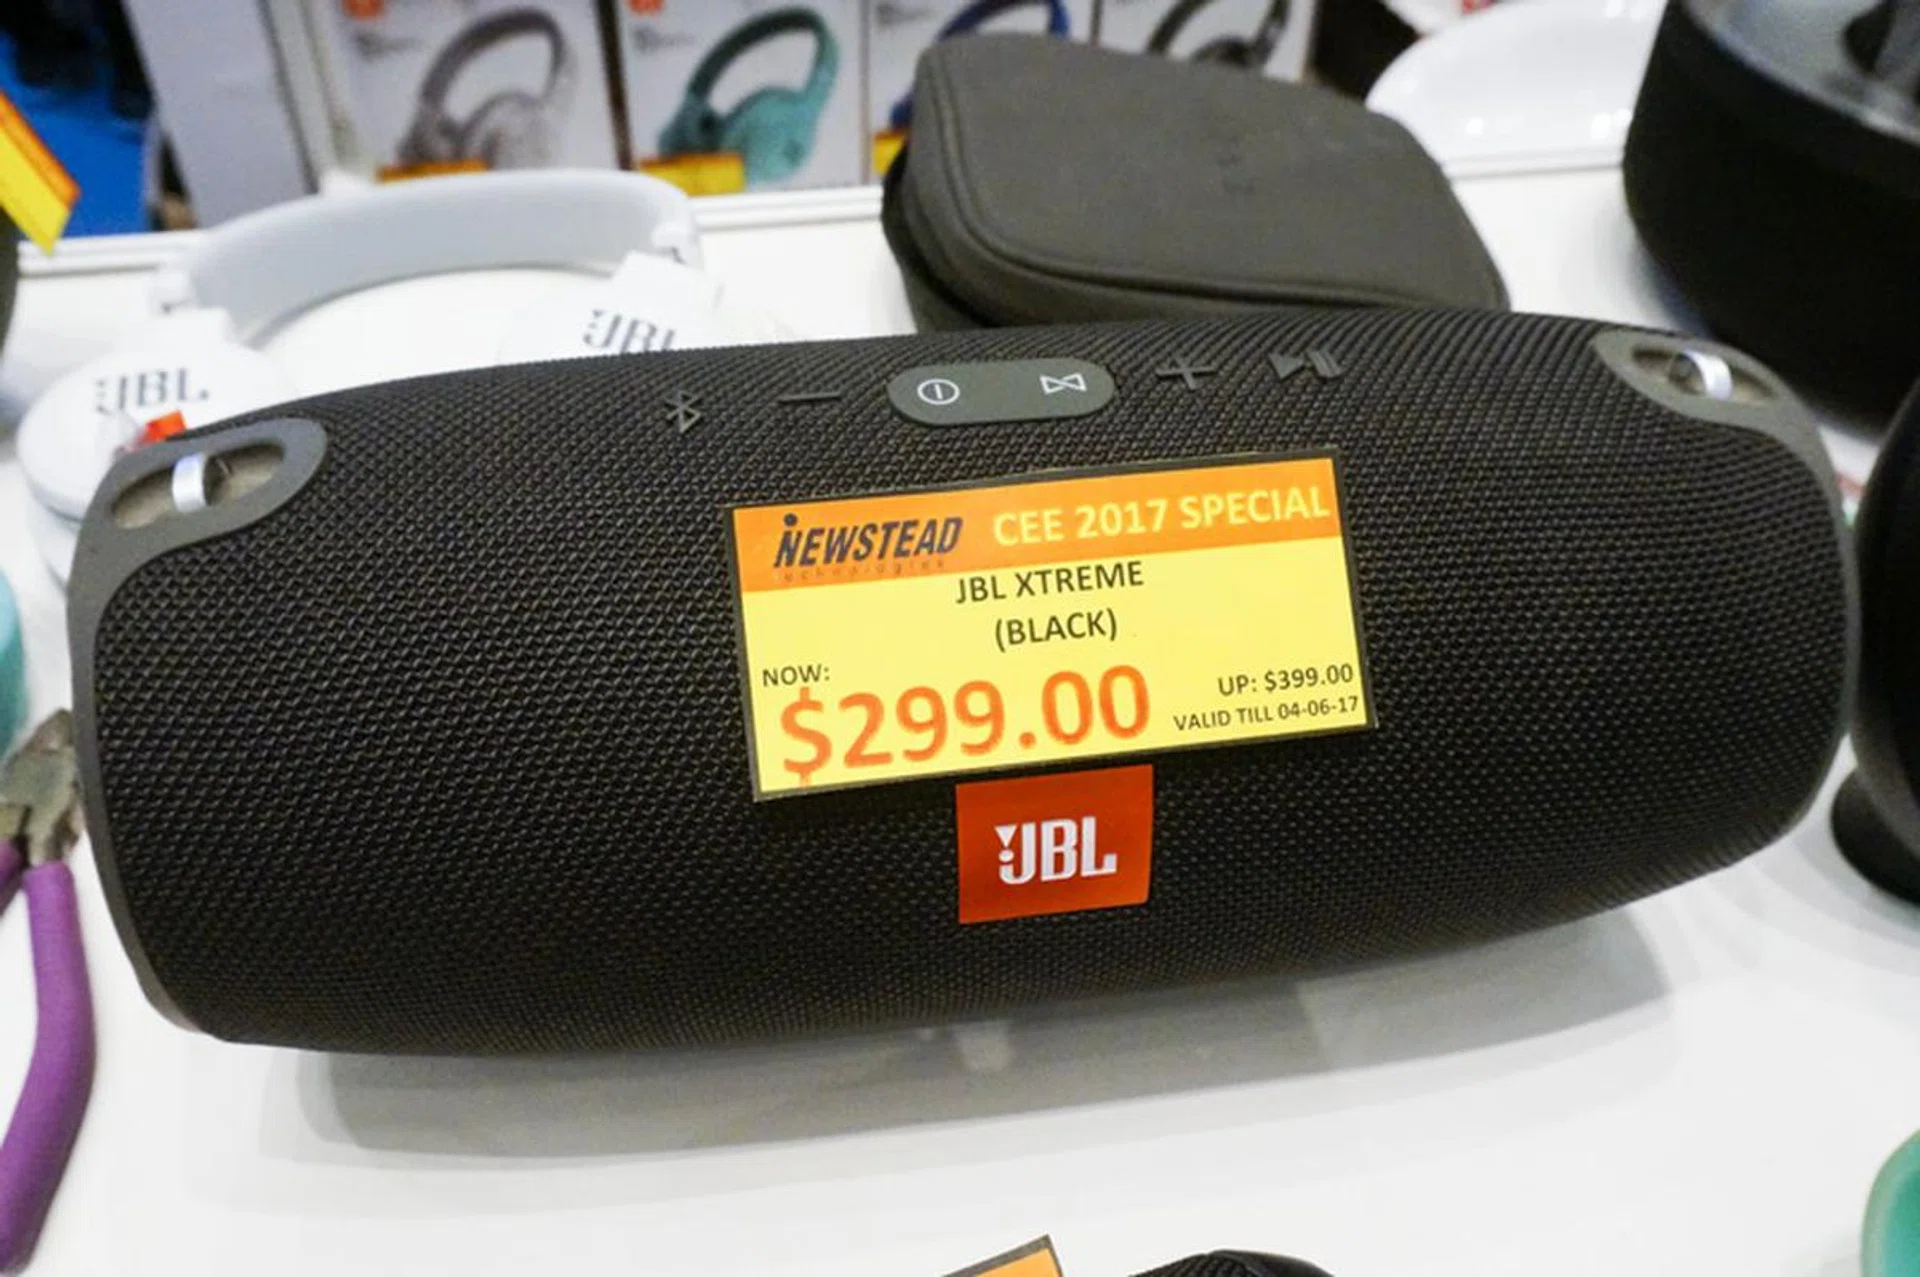 JBL
JBL
NEWSTEAD
technologies
CEE 2017 SPECIAL
JBL XTREME
(BLACK)
NOW:
$299.00
UP: $399.00
VALID TILL 04-06-17
JBL